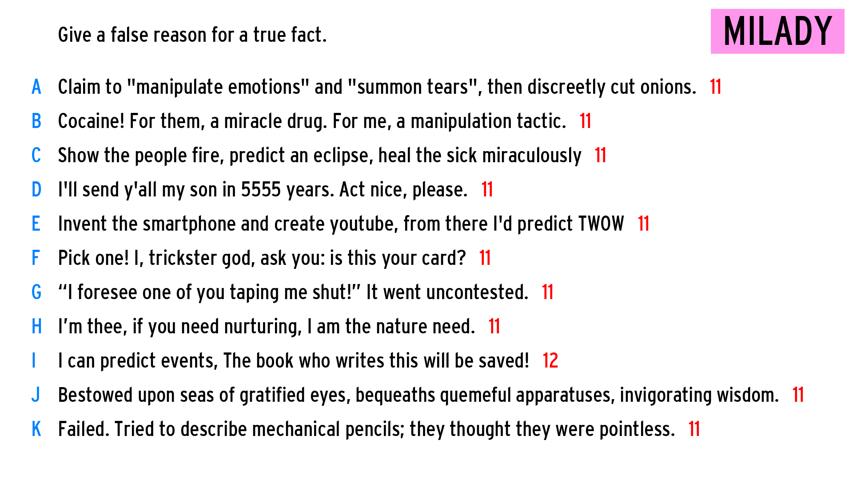 Give a false reason for a true fact.
MILADY
A Claim to "manipulate emotions" and "summon tears", then discreetly cut onions. 11
B Cocaine! For them, a miracle drug. For me, a manipulation tactic. 11
C Show the people fire, predict an eclipse, heal the sick miraculously 11
D I'll send y'all my son in 5555 years. Act nice, please. 11
E Invent the smartphone and create youtube, from there I'd predict TWOW 11
F Pick one! I, trickster god, ask you: is this your card? 11
G “I foresee one of you taping me shut!” It went uncontested. 11
H I’m thee, if you need nurturing, I am the nature need. 11
I I can predict events, The book who writes this will be saved! 12
J Bestowed upon seas of gratified eyes, bequeaths quemeful apparatuses, invigorating wisdom. 11
K Failed. Tried to describe mechanical pencils; they thought they were pointless. 11